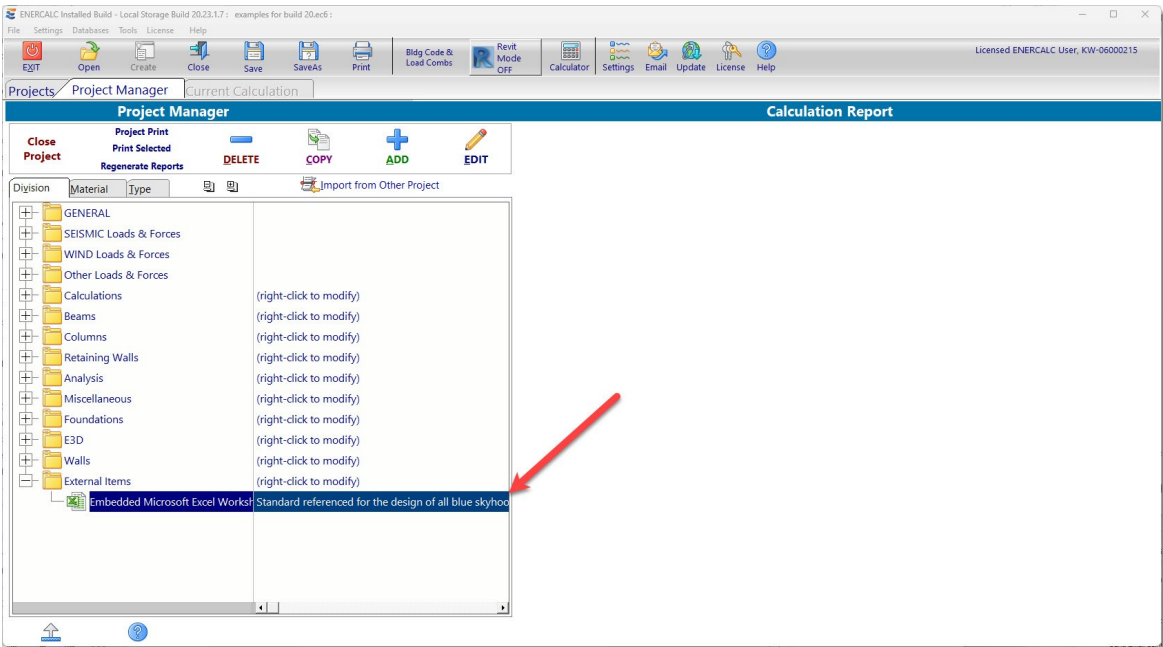 ENERCALC Installed Build - Local Storage Build 20.23.1.7 : examples for build 20.ec6 :
File Settings Databases Tools License Help
EXIT Open Create Close Save SaveAs Print Bldg Code & Load Combs Revit Mode OFF Calculator Settings Email Update License Help Licensed ENERCALC User, KW-06000215
Projects Project Manager Current Calculation
Project Manager Calculation Report
Close Project
Project Print
Print Selected
Regenerate Reports
DELETE COPY ADD EDIT
Division Material Type Import from Other Project
GENERAL
SEISMIC Loads & Forces
WIND Loads & Forces
Other Loads & Forces
Calculations (right-click to modify)
Beams (right-click to modify)
Columns (right-click to modify)
Retaining Walls (right-click to modify)
Analysis (right-click to modify)
Miscellaneous (right-click to modify)
Foundations (right-click to modify)
E3D (right-click to modify)
Walls (right-click to modify)
External Items (right-click to modify)
Embedded Microsoft Excel Worksh Standard referenced for the design of all blue skyhoo